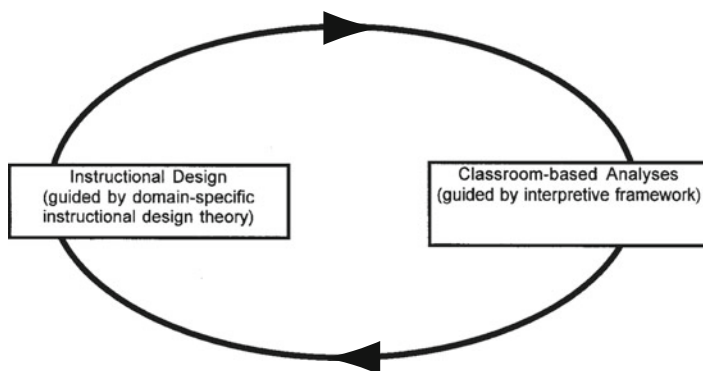 Instructional Design
(guided by domain-specific
instructional design theory)
Classroom-based Analyses
(guided by interpretive framework)